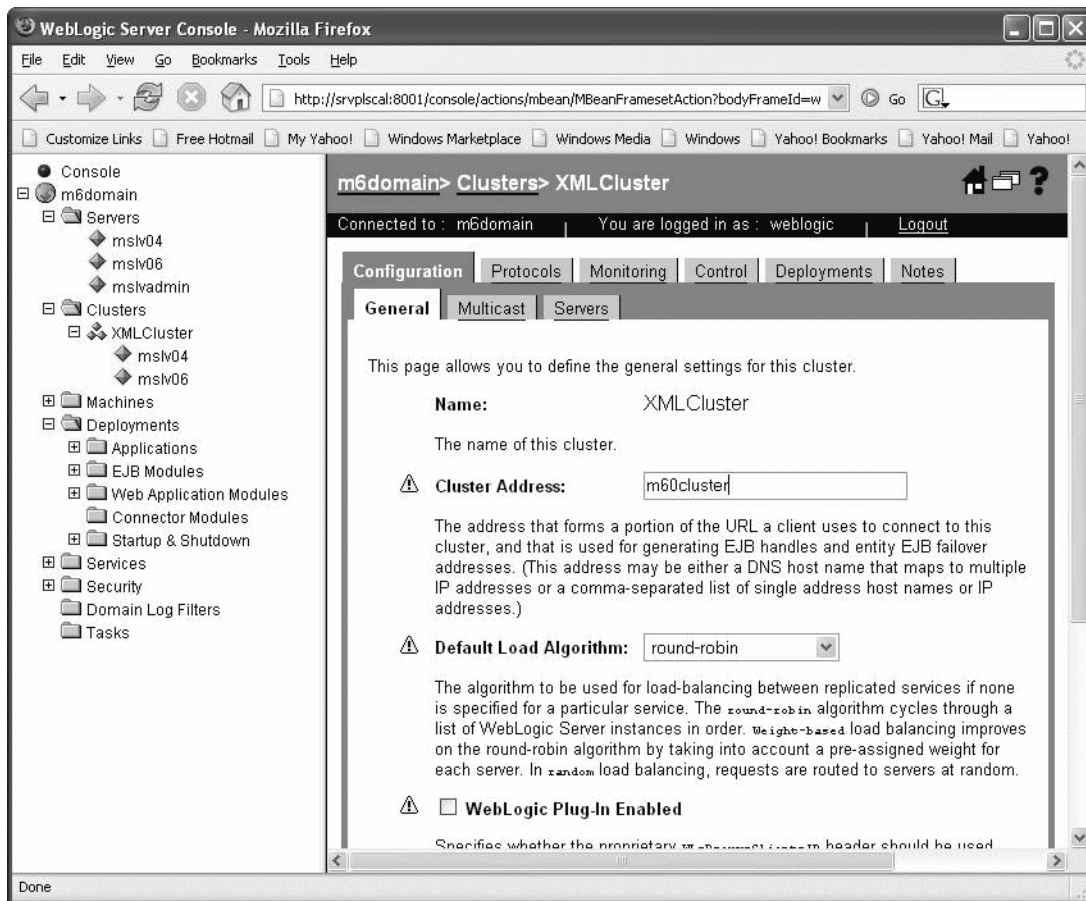 WebLogic Server Console - Mozilla Firefox
File Edit View Go Bookmarks Tools Help
http://srvplscal:8001/console/actions/mbean/MBeanFramesetAction?bodyFrameId=w Go G
Customize Links Free Hotmail My Yahoo! Windows Marketplace Windows Media Windows Yahoo! Bookmarks Yahoo! Mail Yahoo!
Console
m6domain
Servers
mslv04
mslv06
mslvadmin
Clusters
XMLCluster
mslv04
mslv06
Machines
Deployments
Applications
EJB Modules
Web Application Modules
Connector Modules
Startup & Shutdown
Services
Security
Domain Log Filters
Tasks
m6domain> Clusters> XMLCluster ?
Connected to : m6domain | You are logged in as : weblogic | Logout
Configuration Protocols Monitoring Control Deployments Notes
General Multicast Servers
This page allows you to define the general settings for this cluster.
Name: XMLCluster
The name of this cluster.
Cluster Address: m60cluster
The address that forms a portion of the URL a client uses to connect to this
cluster, and that is used for generating EJB handles and entity EJB failover
addresses. (This address may be either a DNS host name that maps to multiple
IP addresses or a comma-separated list of single address host names or IP
addresses.)
Default Load Algorithm: round-robin
The algorithm to be used for load-balancing between replicated services if none
is specified for a particular service. The round-robin algorithm cycles through a
list of WebLogic Server instances in order. Weight-based load balancing improves
on the round-robin algorithm by taking into account a pre-assigned weight for
each server. In random load balancing, requests are routed to servers at random.
WebLogic Plug-In Enabled
Specifies whether the proprietary header should be used
Done